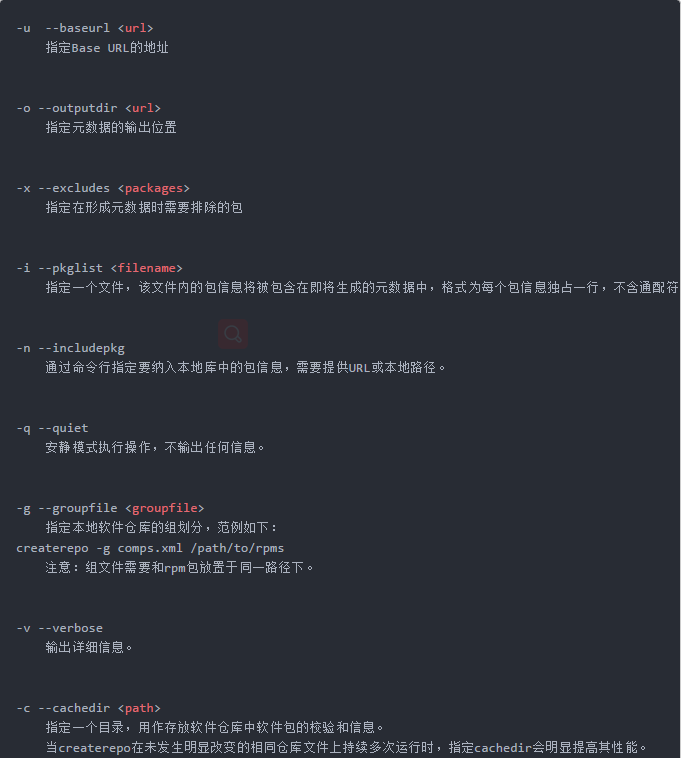 -u  --baseurl <url>
指定Base URL的地址
-o --outputdir <url>
指定元数据的输出位置
-x --excludes <packages>
指定在形成元数据时需要排除的包
-i --pkglist <filename>
指定一个文件，该文件内的包信息将被包含在即将生成的元数据中，格式为每个包信息独占一行，不含通配符
-n --includepkg
通过命令行指定要纳入本地库中的包信息，需要提供URL或本地路径。
-q --quiet
安静模式执行操作，不输出任何信息。
-g --groupfile <groupfile>
指定本地软件仓库的组划分，范例如下：
createrepo -g comps.xml /path/to/rpms
注意：组文件需要和rpm包放置于同一路径下。
-v --verbose
输出详细信息。
-c --cachedir <path>
指定一个目录，用作存放软件仓库中软件包的校验和信息。
当createrepo在未发生明显改变的相同仓库文件上持续多次运行时，指定cachedir会明显提高其性能。